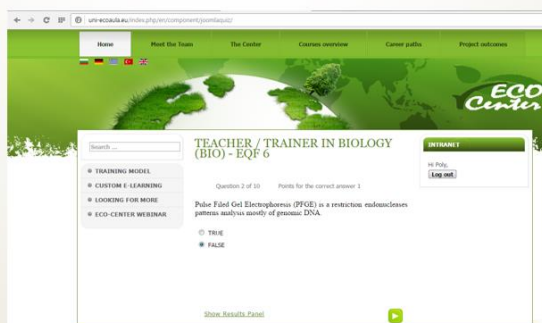 uni-ecoaula.eu/index.php/en/component/joomlaquiz/
Home Meet the Team The Center Courses overview Career paths Project outcomes
ECO
Center
Search ...
TRAINING MODEL
CUSTOM E-LEARNING
LOOKING FOR MORE
ECO-CENTER WEBINAR
TEACHER / TRAINER IN BIOLOGY
(BIO) - EQF 6
Question 2 of 10 Points for the correct answer 1
Pulse Filed Gel Electrophoresis (PFGE) is a restriction endonucleases
patterns analysis mostly of genomic DNA.
TRUE
FALSE
Show Results Panel
INTRANET
Hi Poly,
Log out